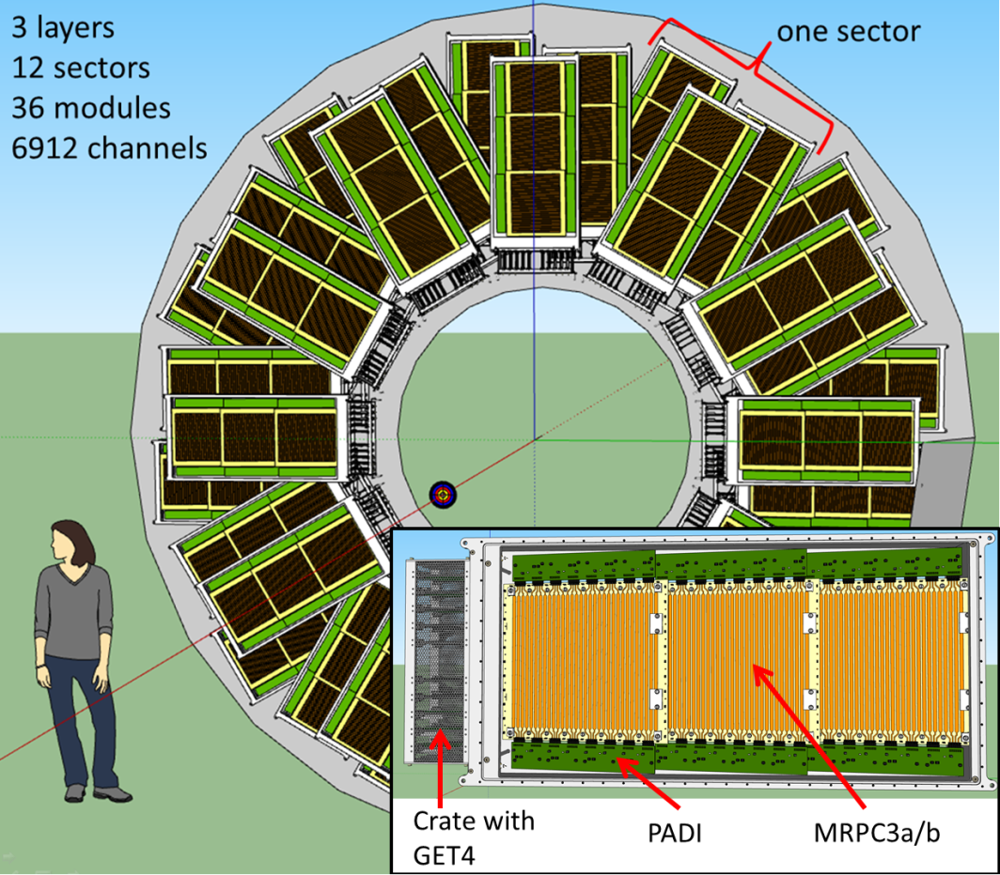 3 layers
12 sectors
36 modules
6912 channels
one sector
Crate with
GET4
PADI
MRPC3a/b